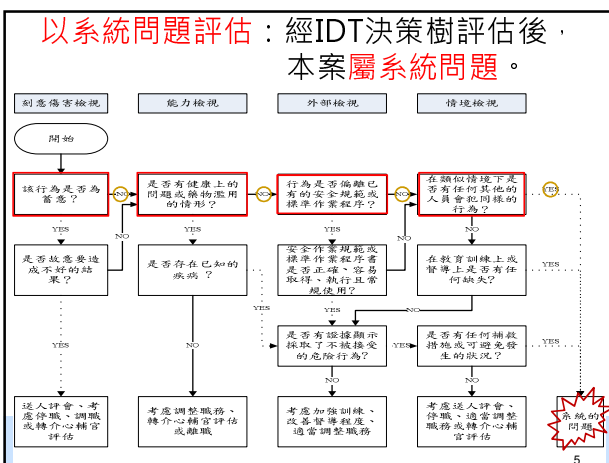 以系統問題評估：經IDT決策樹評估後，
本案屬系統問題。
刻意傷害檢視
能力檢視
外部檢視
情境檢視
開始
該行為是否為
蓄意？
NO
是否有健康上的
問題或藥物濫用
的情形？
NO
行為是否偏離已
有的安全規範或
標準作業程序？
NO
在類似情境下是
否有任何其他的
人員會犯同樣的
行為？
YES
YES
YES
YES
NO
NO
NO
是否故意要造
成不好的結
果？
是否存在已知的
疾病 ？
安全作業規範或
標準作業程序書
是否正確、容易
取得、執行且常
規使用？
在教育訓練上或
督導上是否有任
何缺失？
YES
NO
YES
YES
NO
是否有證據顯示
採取了不被接受
的危險行為？
YES
是否有任何補救
措施或可避免發
生的狀況？
YES
NO
NO
送人評會、考
慮停職、調職
或轉介心輔官
評估
考慮調整職務、
轉介心輔官評估
或離職
考慮加強訓練、
改善督導程度、
適當調整職務
考慮送人評會、
停職、適當調整
職務或轉介心輔
官評估
系統的
問題
5